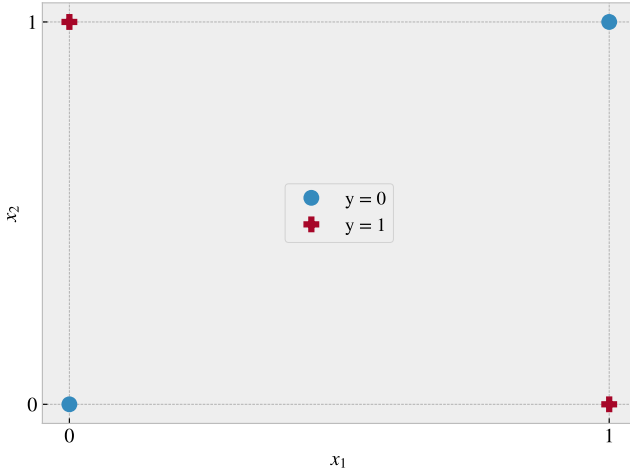 1
x₂
y = 0
y = 1
0
0 1
x₁